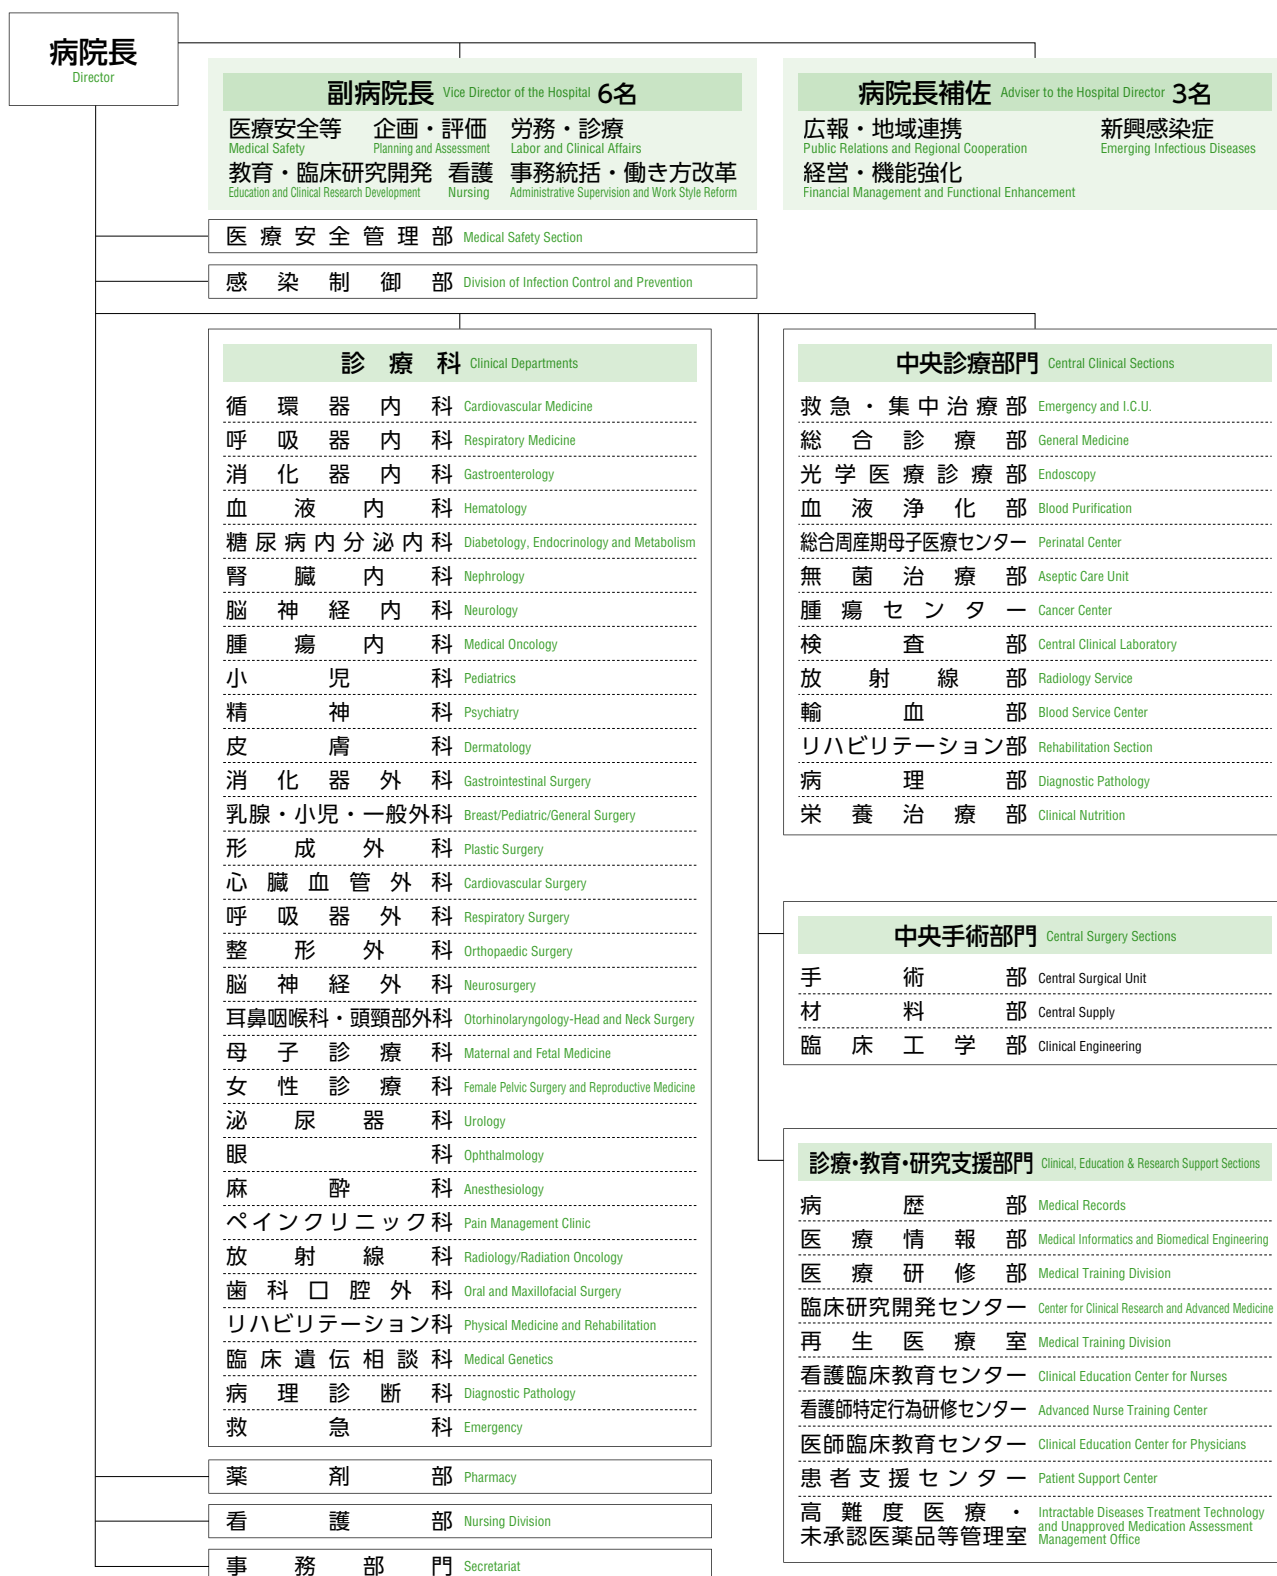 病院長
Director
副病院長 Vice Director of the Hospital 6名
医療安全等 企画・評価 労務・診療
Medical Safety Planning and Assessment Labor and Clinical Affairs
教育・臨床研究開発 看護 事務統括・働き方改革
Education and Clinical Research Development Nursing Administrative Supervision and Work Style Reform
病院長補佐 Adviser to the Hospital Director 3名
広報・地域連携 新興感染症
Public Relations and Regional Cooperation Emerging Infectious Diseases
経営・機能強化
Financial Management and Functional Enhancement
医療安全管理部 Medical Safety Section
感染制御部 Division of Infection Control and Prevention
診療科 Clinical Departments
循環器内科 Cardiovascular Medicine
呼吸器内科 Respiratory Medicine
消化器内科 Gastroenterology
血液内科 Hematology
糖尿病内分泌内科 Diabetology, Endocrinology and Metabolism
腎臓内科 Nephrology
脳神経内科 Neurology
腫瘍内科 Medical Oncology
小児科 Pediatrics
精神科 Psychiatry
皮膚科 Dermatology
消化器外科 Gastrointestinal Surgery
乳腺・小児・一般外科 Breast/Pediatric/General Surgery
形成外科 Plastic Surgery
心臓血管外科 Cardiovascular Surgery
呼吸器外科 Respiratory Surgery
整形外科 Orthopaedic Surgery
脳神経外科 Neurosurgery
耳鼻咽喉科・頭頸部外科 Otorhinolaryngology-Head and Neck Surgery
母子診療科 Maternal and Fetal Medicine
女性診療科 Female Pelvic Surgery and Reproductive Medicine
泌尿器科 Urology
眼科 Ophthalmology
麻酔科 Anesthesiology
ペインクリニック科 Pain Management Clinic
放射線科 Radiology/Radiation Oncology
歯科口腔外科 Oral and Maxillofacial Surgery
リハビリテーション科 Physical Medicine and Rehabilitation
臨床遺伝相談科 Medical Genetics
病理診断科 Diagnostic Pathology
救急科 Emergency
薬剤部 Pharmacy
看護部 Nursing Division
事務部門 Secretariat
中央診療部門 Central Clinical Sections
救急・集中治療部 Emergency and I.C.U.
総合診療部 General Medicine
光学医療診療部 Endoscopy
血液浄化部 Blood Purification
総合周産期母子医療センター Perinatal Center
無菌治療部 Aseptic Care Unit
腫瘍センター Cancer Center
検査部 Central Clinical Laboratory
放射線部 Radiology Service
輸血部 Blood Service Center
リハビリテーション部 Rehabilitation Section
病理部 Diagnostic Pathology
栄養治療部 Clinical Nutrition
中央手術部門 Central Surgery Sections
手術部 Central Surgical Unit
材料部 Central Supply
臨床工学部 Clinical Engineering
診療・教育・研究支援部門 Clinical, Education & Research Support Sections
病歴部 Medical Records
医療情報部 Medical Informatics and Biomedical Engineering
医療研修部 Medical Training Division
臨床研究開発センター Center for Clinical Research and Advanced Medicine
再生医療室 Medical Training Division
看護臨床教育センター Clinical Education Center for Nurses
看護師特定行為研修センター Advanced Nurse Training Center
医師臨床教育センター Clinical Education Center for Physicians
患者支援センター Patient Support Center
高難度医療・ Intractable Diseases Treatment Technology
未承認医薬品等管理室 and Unapproved Medication Assessment
Management Office